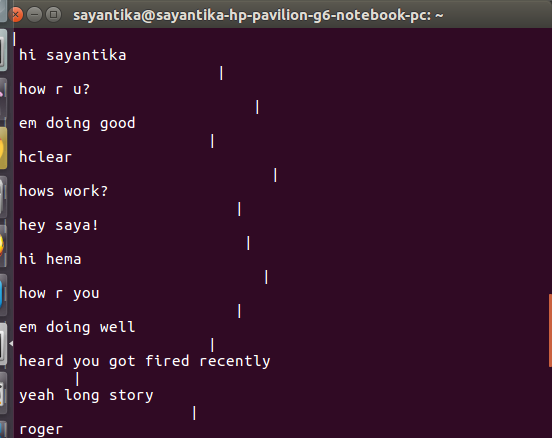 sayantika@sayantika-hp-pavilion-g6-notebook-pc: ~
|
hi sayantika
|
how r u?
|
em doing good
|
hclear
|
hows work?
|
hey saya!
|
hi hema
|
how r you
|
em doing well
|
heard you got fired recently
|
yeah long story
|
roger